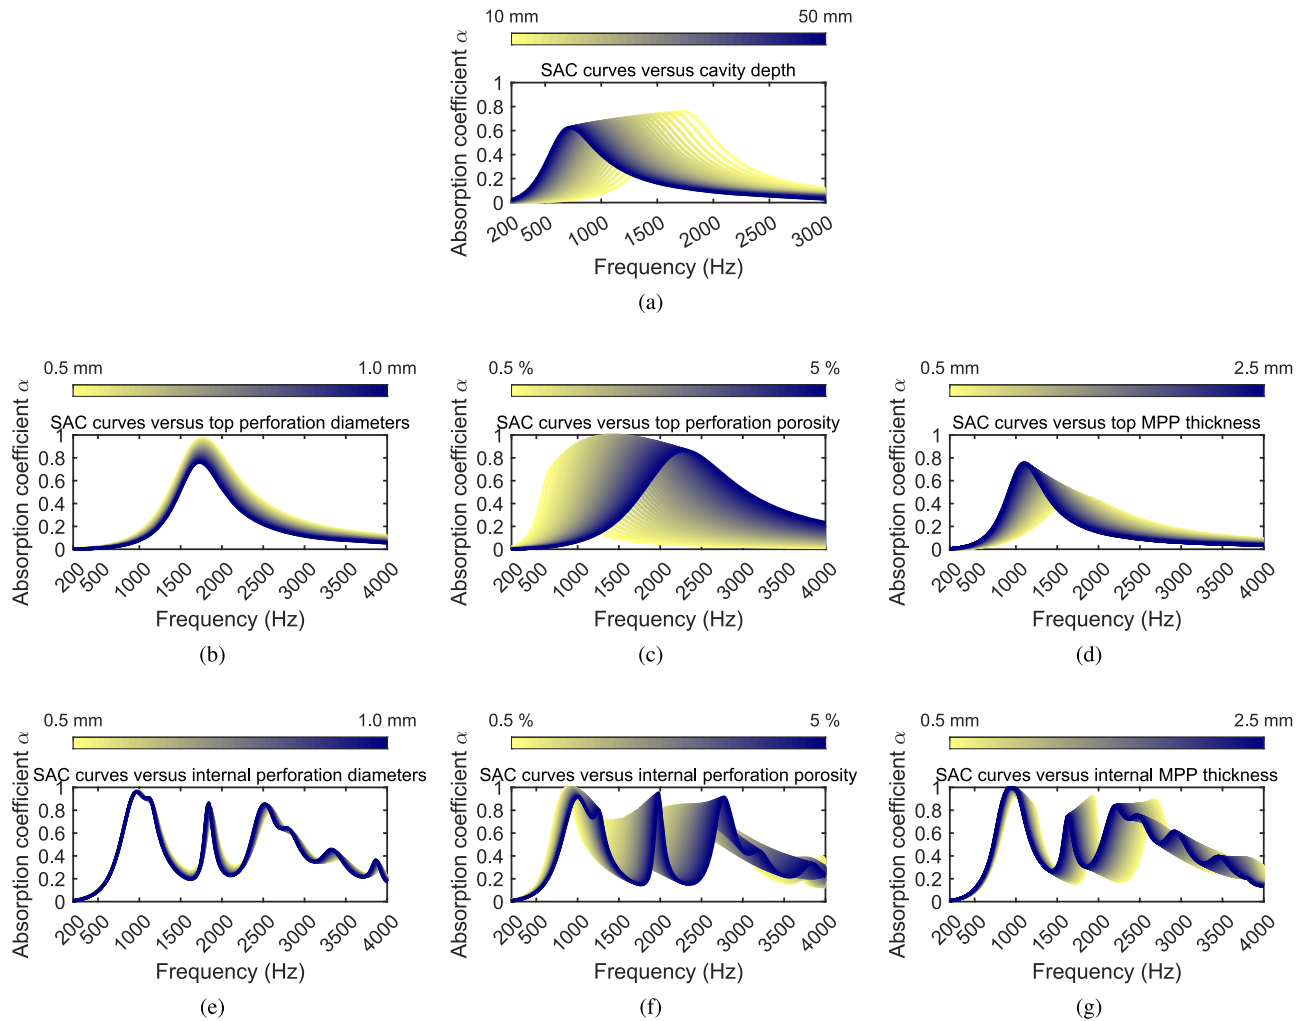 10 mm 50 mm
SAC curves versus cavity depth
Absorption coefficient α
1
0.8
0.6
0.4
0.2
0
200 500 1000 1500 2000 2500 3000
Frequency (Hz)
(a)
0.5 mm 1.0 mm
SAC curves versus top perforation diameters
Absorption coefficient α
1
0.8
0.6
0.4
0.2
0
200 500 1000 1500 2000 2500 3000 3500 4000
Frequency (Hz)
(b)
0.5 % 5 %
SAC curves versus top perforation porosity
Absorption coefficient α
1
0.8
0.6
0.4
0.2
0
200 500 1000 1500 2000 2500 3000 3500 4000
Frequency (Hz)
(c)
0.5 mm 2.5 mm
SAC curves versus top MPP thickness
Absorption coefficient α
1
0.8
0.6
0.4
0.2
0
200 500 1000 1500 2000 2500 3000 3500 4000
Frequency (Hz)
(d)
0.5 mm 1.0 mm
SAC curves versus internal perforation diameters
Absorption coefficient α
1
0.8
0.6
0.4
0.2
0
200 500 1000 1500 2000 2500 3000 3500 4000
Frequency (Hz)
(e)
0.5 % 5 %
SAC curves versus internal perforation porosity
Absorption coefficient α
1
0.8
0.6
0.4
0.2
0
200 500 1000 1500 2000 2500 3000 3500 4000
Frequency (Hz)
(f)
0.5 mm 2.5 mm
SAC curves versus internal MPP thickness
Absorption coefficient α
1
0.8
0.6
0.4
0.2
0
200 500 1000 1500 2000 2500 3000 3500 4000
Frequency (Hz)
(g)